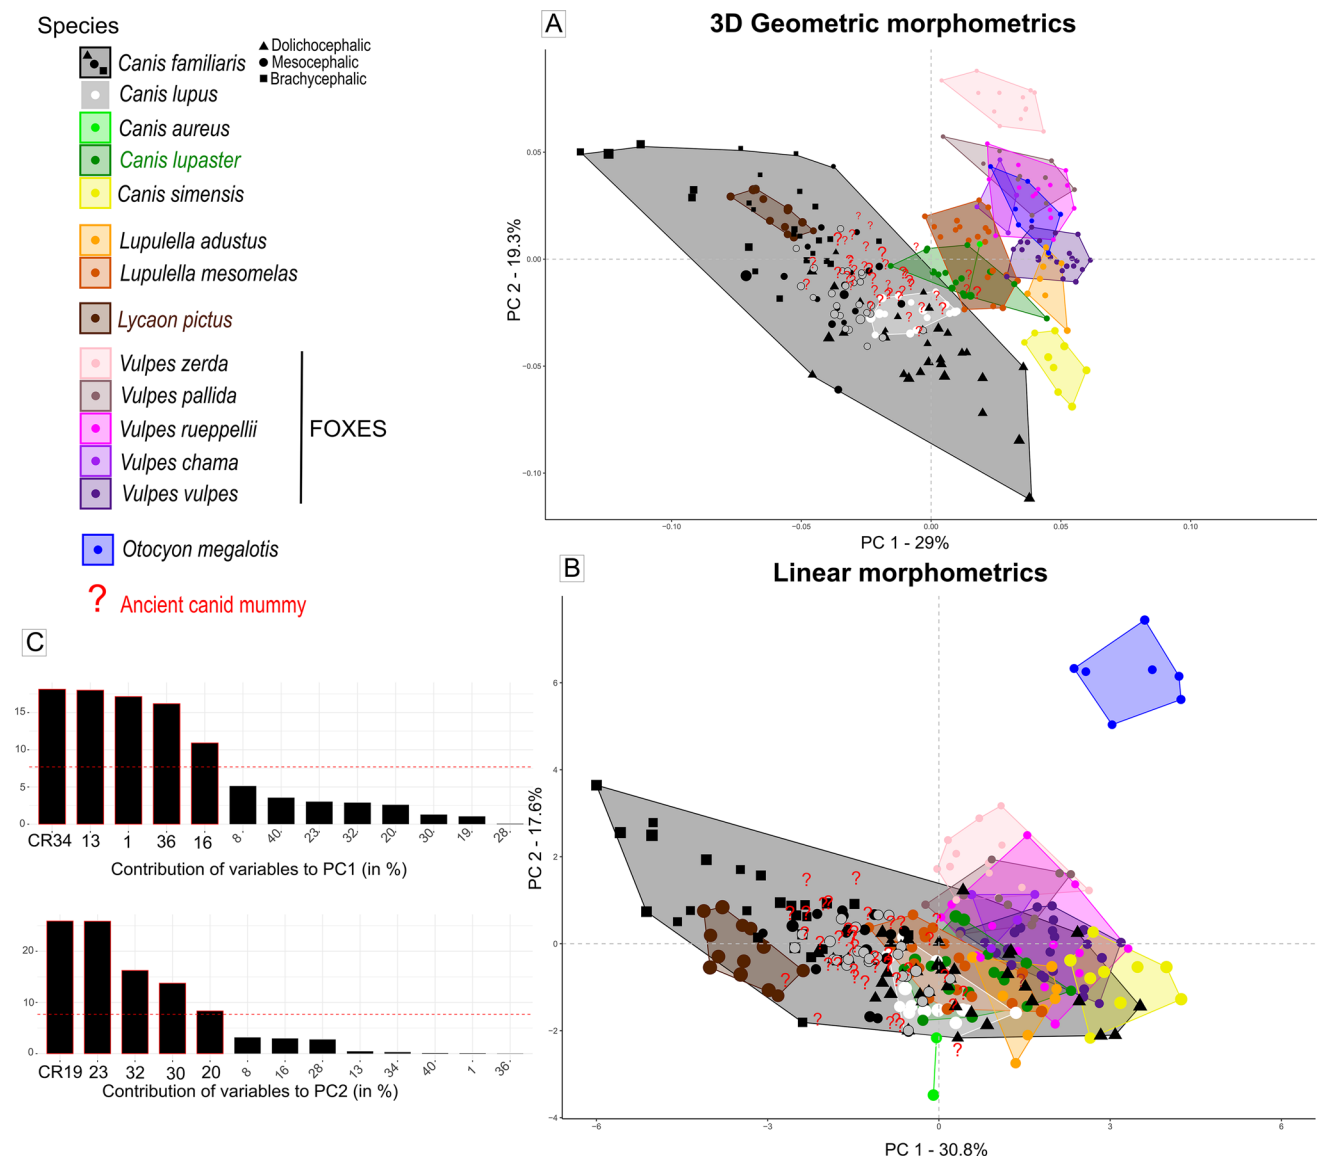 Species
Canis familiaris
Dolichocephalic
Mesocephalic
Brachycephalic
Canis lupus
Canis aureus
Canis lupaster
Canis simensis
Lupulella adustus
Lupulella mesomelas
Lycaon pictus
Vulpes zerda
Vulpes pallida
Vulpes rueppellii
Vulpes chama
Vulpes vulpes
FOXES
Otocyon megalotis
? Ancient canid mummy
A
3D Geometric morphometrics
PC 2 - 19.3%
0.05
0.00
−0.05
−0.10
−0.10 −0.05 0.00 0.05 0.10
PC 1 - 29%
B
Linear morphometrics
PC 2 - 17.6%
6
4
2
0
−2
−4
−6 −3 0 3 6
PC 1 - 30.8%
C
15
10
5
0
CR34 13 1 36 16 8 40 23 32 20 30 19 28
Contribution of variables to PC1 (in %)
20
10
0
CR19 23 32 30 20 8 16 28 13 34 40 1 36
Contribution of variables to PC2 (in %)